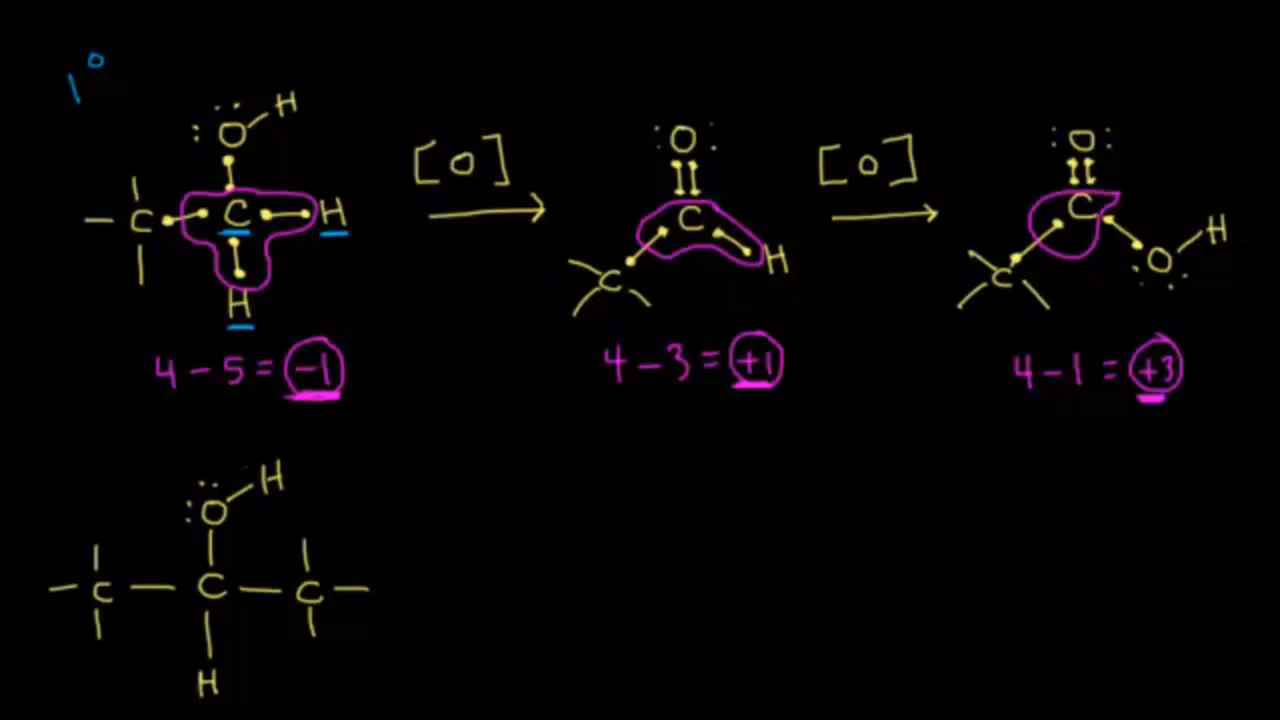 1°
H
:O
[O]
:O:
[O]
:O:
C C H
C
C
H
H
C
O
H
C
4 - 5 = -1
4 - 3 = +1
4 - 1 = +3
H
:O
C C C
H